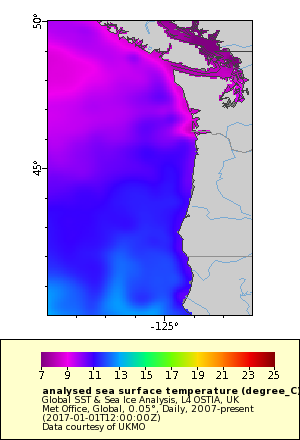 50°
45°
-125°
7 9 11 13 15 17 19 21 23 25
analysed sea surface temperature (degree_C)
Global SST & Sea Ice Analysis, L4 OSTIA, UK
Met Office, Global, 0.05°, Daily, 2007-present
(2017-01-01T12:00:00Z)
Data courtesy of UKMO